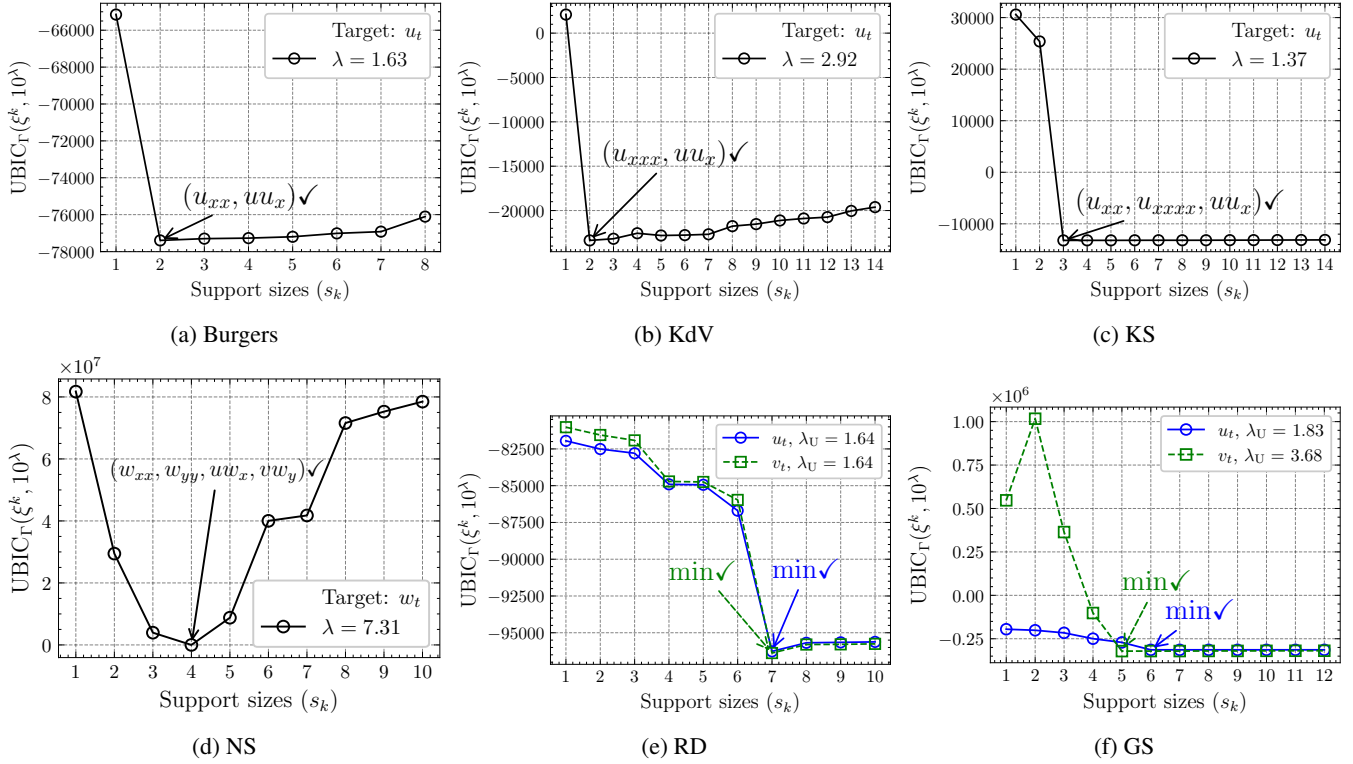 UBIC_Γ(ξ^k, 10^λ)
−66000
−68000
−70000
−72000
−74000
−76000
−78000
Target: u_t
λ = 1.63
(u_xx, uu_x)✓
1 2 3 4 5 6 7 8
Support sizes (s_k)
(a) Burgers
UBIC_Γ(ξ^k, 10^λ)
0
−5000
−10000
−15000
−20000
Target: u_t
λ = 2.92
(u_xxx, uu_x)✓
1 2 3 4 5 6 7 8 9 10 11 12 13 14
Support sizes (s_k)
(b) KdV
UBIC_Γ(ξ^k, 10^λ)
30000
20000
10000
0
−10000
Target: u_t
λ = 1.37
(u_xx, u_xxxx, uu_x)✓
1 2 3 4 5 6 7 8 9 10 11 12 13 14
Support sizes (s_k)
(c) KS
×10^7
UBIC_Γ(ξ^k, 10^λ)
8
6
4
2
0
(w_xx, w_yy, uw_x, vw_y)✓
Target: w_t
λ = 7.31
1 2 3 4 5 6 7 8 9 10
Support sizes (s_k)
(d) NS
UBIC_Γ(ξ^k, 10^λ)
−82500
−85000
−87500
−90000
−92500
−95000
u_t, λ_U = 1.64
v_t, λ_U = 1.64
min✓
min✓
1 2 3 4 5 6 7 8 9 10
Support sizes (s_k)
(e) RD
×10^6
UBIC_Γ(ξ^k, 10^λ)
1.00
0.75
0.50
0.25
0.00
−0.25
u_t, λ_U = 1.83
v_t, λ_U = 3.68
min✓
min✓
1 2 3 4 5 6 7 8 9 10 11 12
Support sizes (s_k)
(f) GS